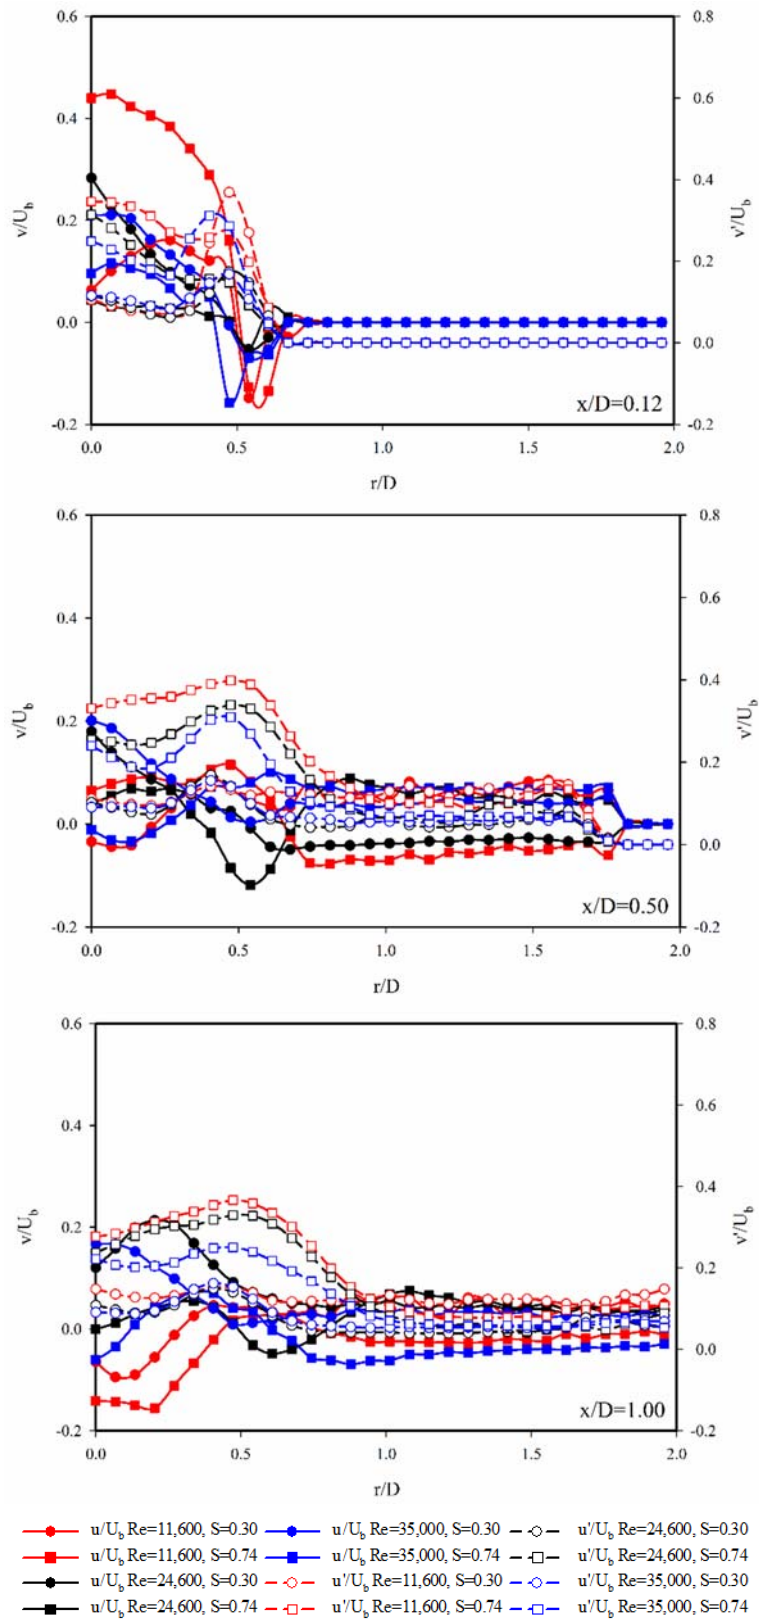 0.6
0.8
0.6
0.4
0.4
v/U_b
0.2
v'/U_b
0.2
0.0
0.0
x/D=0.12
-0.2
-0.2
0.0
0.5
1.0
1.5
2.0
r/D
0.6
0.8
0.6
0.4
0.4
v/U_b
0.2
v'/U_b
0.2
0.0
0.0
x/D=0.50
-0.2
-0.2
0.0
0.5
1.0
1.5
2.0
r/D
0.6
0.8
0.6
0.4
0.4
v/U_b
0.2
v'/U_b
0.2
0.0
0.0
x/D=1.00
-0.2
-0.2
0.0
0.5
1.0
1.5
2.0
r/D
u/U_b Re=11,600, S=0.30
u/U_b Re=35,000, S=0.30
u'/U_b Re=24,600, S=0.30
u/U_b Re=11,600, S=0.74
u/U_b Re=35,000, S=0.74
u'/U_b Re=24,600, S=0.74
u/U_b Re=24,600, S=0.30
u'/U_b Re=11,600, S=0.30
u'/U_b Re=35,000, S=0.30
u/U_b Re=24,600, S=0.74
u'/U_b Re=11,600, S=0.74
u'/U_b Re=35,000, S=0.74